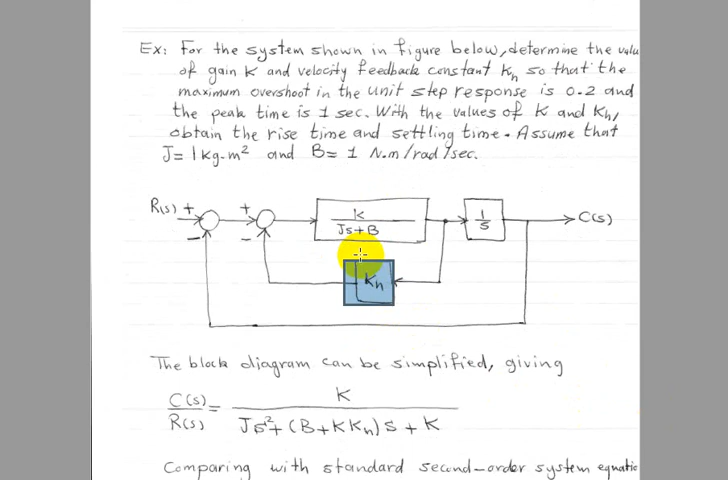 Ex: For the system shown in figure below, determine the valu
of gain K and velocity feedback constant Kh so that the
maximum overshoot in the unit step response is 0.2 and
the peak time is 1 sec. With the values of K and Kh,
obtain the rise time and settling time. Assume that
J = 1 kg-m² and B = 1 N.m/rad/sec.
R(s) + + K 1 C(s)
− − Js+B s
Kh
The block diagram can be simplified, giving
C(s) = K
R(s) Js²+(B+KKh)s+K
Comparing with standard second-order system equatio